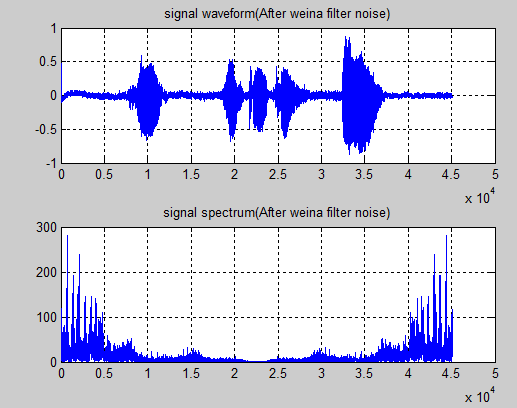 signal waveform(After weina filter noise)
1
0.5
0
-0.5
-1
0 0.5 1 1.5 2 2.5 3 3.5 4 4.5 5
x 10^4
signal spectrum(After weina filter noise)
300
200
100
0
0 0.5 1 1.5 2 2.5 3 3.5 4 4.5 5
x 10^4